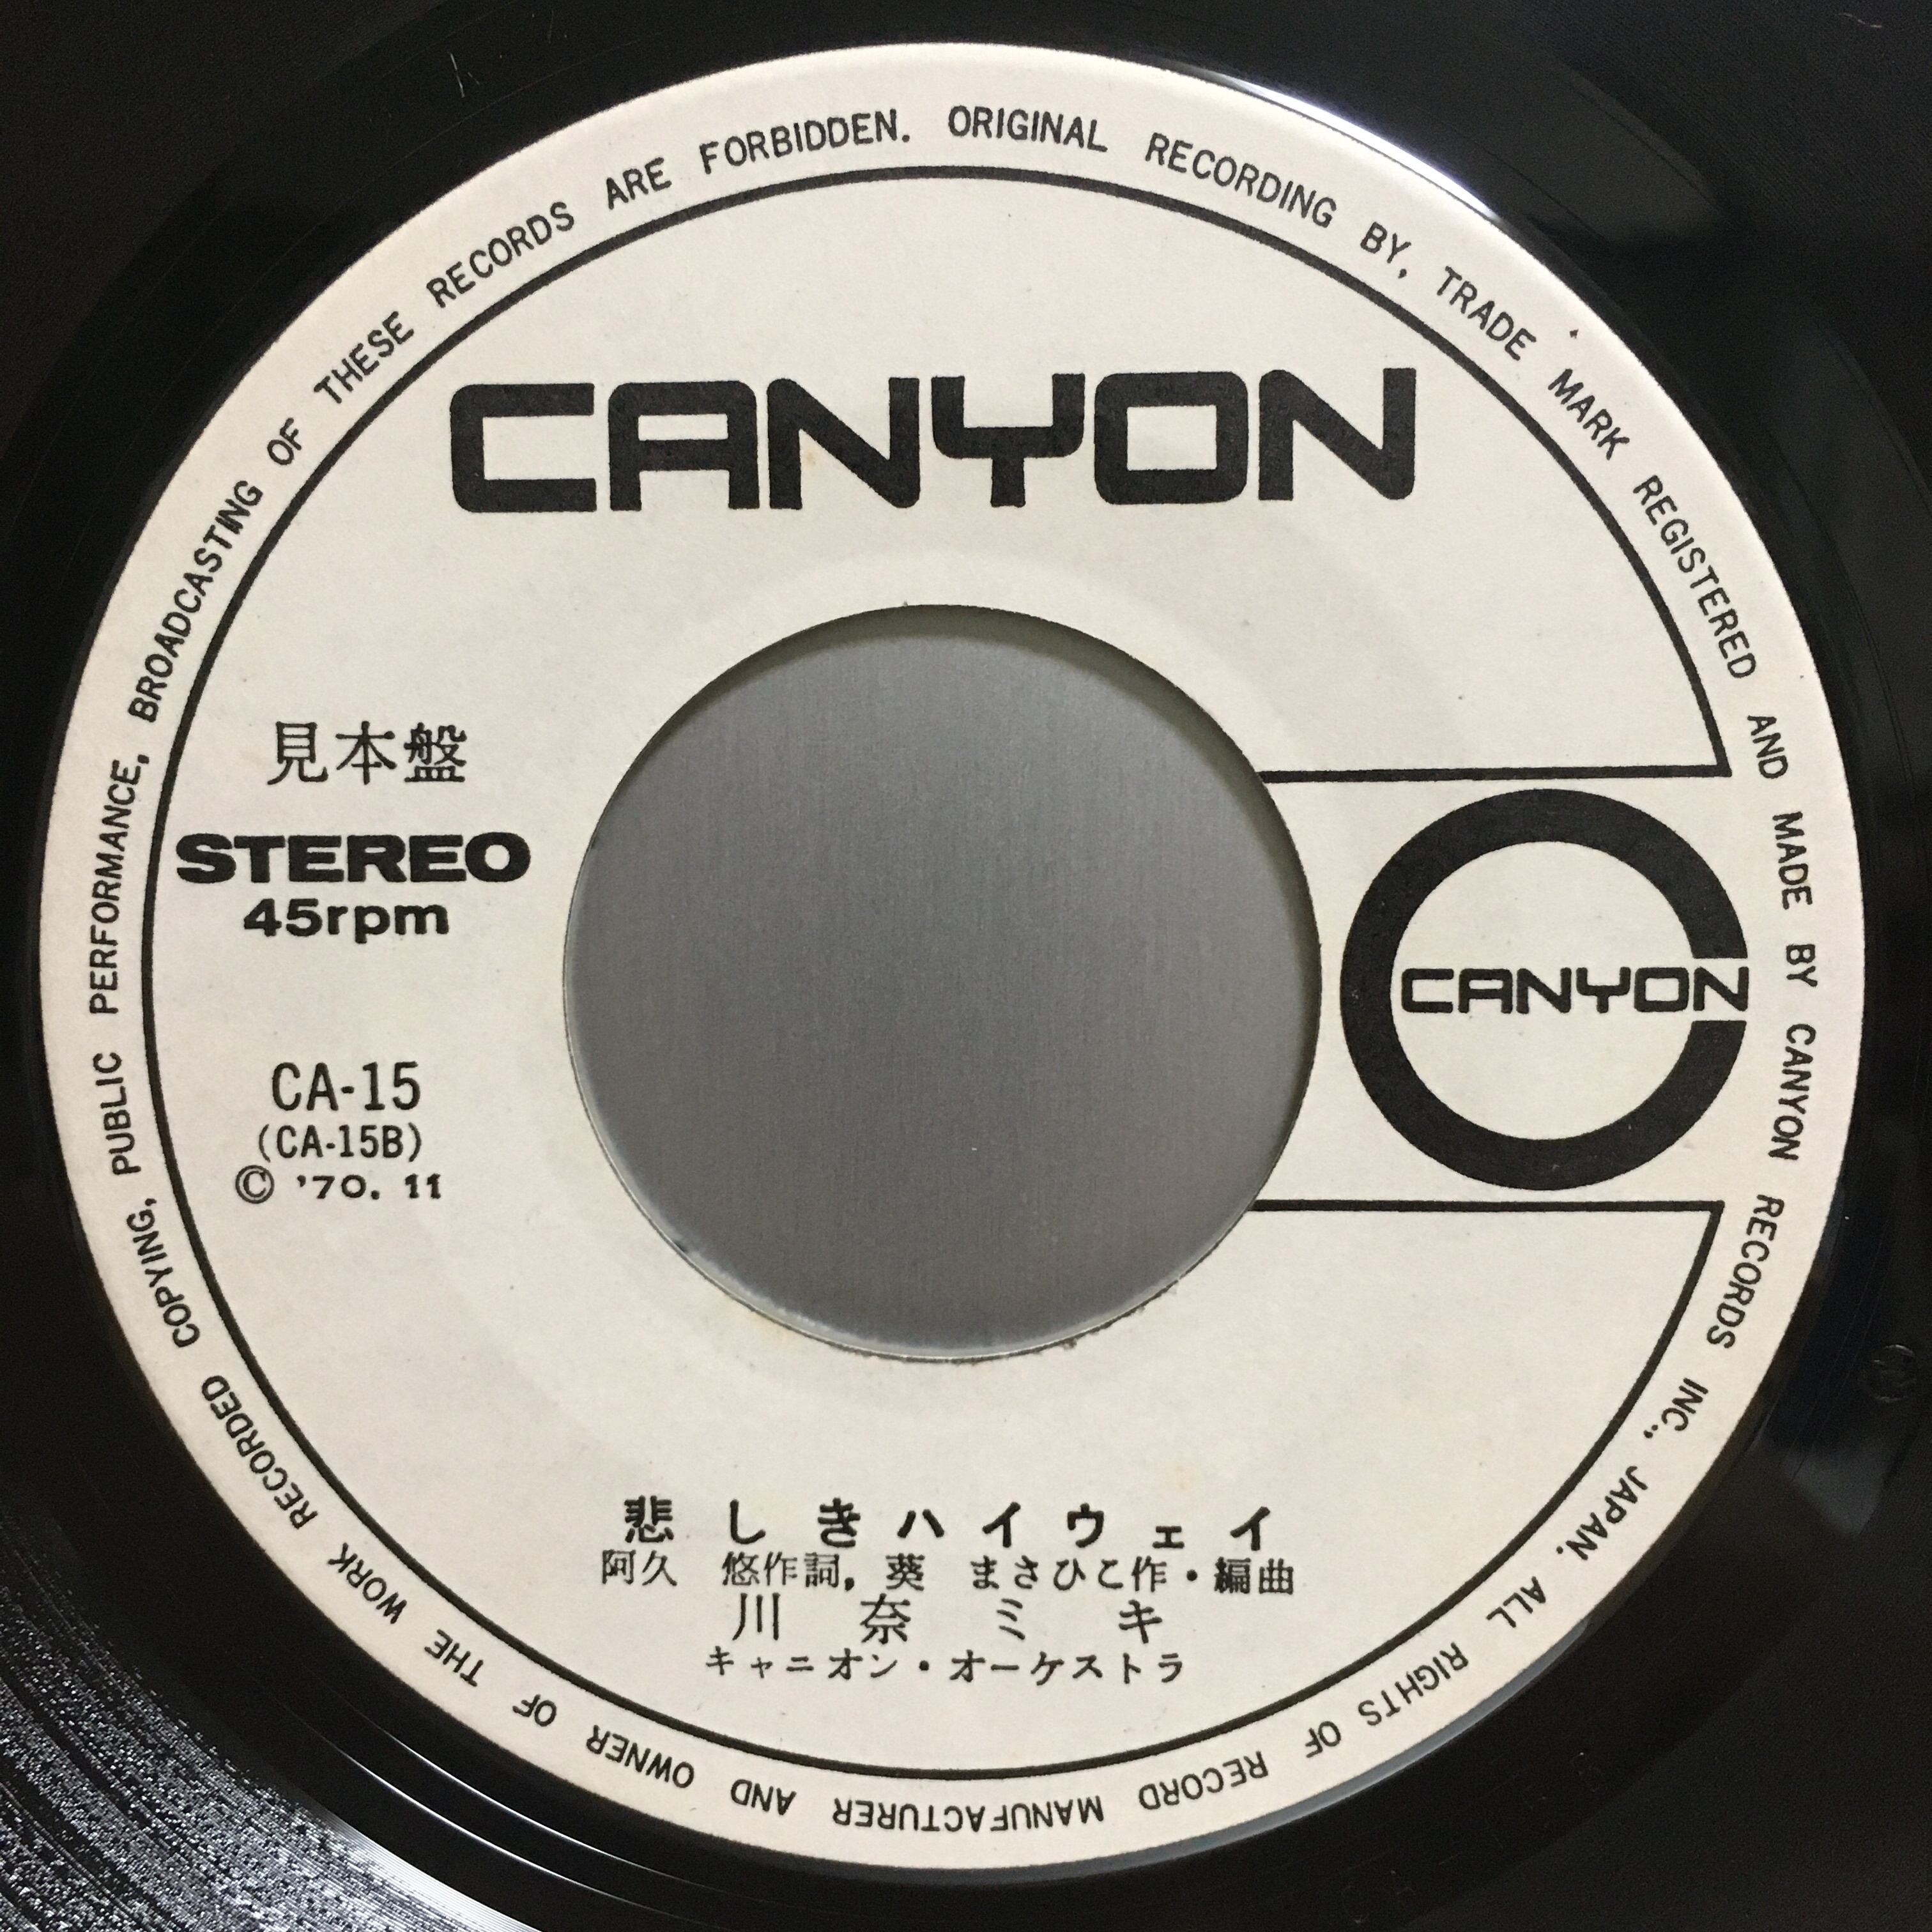 CANYON
見本盤
STEREO
45rpm
CA-15
(CA-15B)
© '70. 11
CANYON
悲しきハイウェイ
阿久 悠作詞, 葵 まさひこ作・編曲
川奈ミキ
キャニオン・オーケストラ
ORIGINAL RECORDING BY, TRADE MARK REGISTERED AND MADE BY CANYON RECORDS INC., JAPAN. ALL RIGHTS OF RECORD MANUFACTURER AND OWNER OF THE WORK RECORDED COPYING, PUBLIC PERFORMANCE, BROADCASTING OF THESE RECORDS ARE FORBIDDEN.